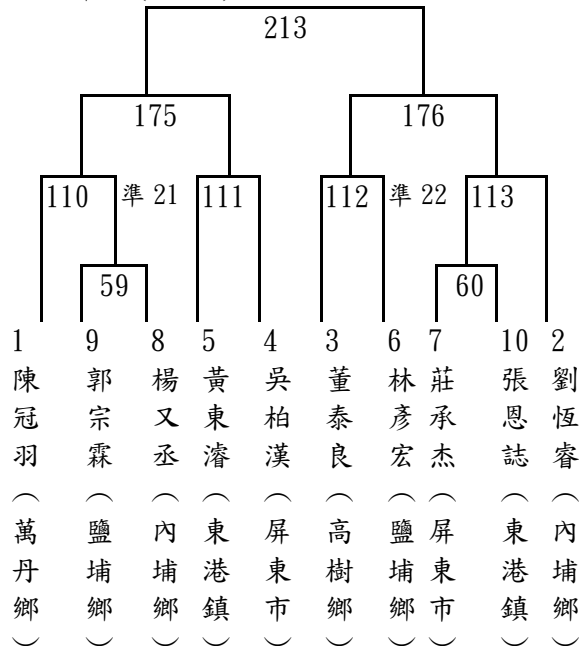 213
175 176
110 準 21 111 112 準 22 113
59 60
1 9 8 5 4 3 6 7 10 2
陳冠羽（萬丹鄉）
郭宗霖（鹽埔鄉）
楊又丞（內埔鄉）
黃東濬（東港鎮）
吳柏漢（屏東市）
董泰良（高樹鄉）
林彥宏（鹽埔鄉）
莊承杰（屏東市）
張恩誌（東港鎮）
劉恆睿（內埔鄉）